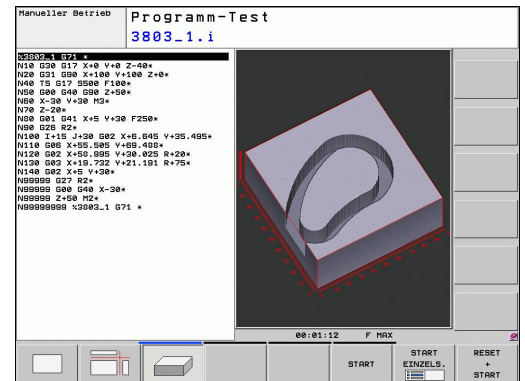 Manueller Betrieb
Programm-Test
3803_1.i
%3803_1 G71 *
N10 G30 G17 X+0 Y+0 Z-40*
N20 G31 G90 X+100 Y+100 Z+0*
N40 T5 G17 S500 F100*
N50 G00 G40 G90 Z+50*
N60 X-30 Y+30 M3*
N70 Z-20*
N80 G01 G41 X+5 Y+30 F250*
N90 G26 R2*
N100 I+15 J+30 G02 X+6.645 Y+35.495*
N110 G06 X+55.505 Y+69.488*
N120 G02 X+58.995 Y+30.025 R+20*
N130 G03 X+19.732 Y+21.191 R+75*
N140 G02 X+5 Y+30*
N99999 G27 R2*
N99999 G00 G40 X-30*
N99999 Z+50 M2*
N99999999 %3803_1 G71 *
00:01:12 F MAX
START
START EINZELS.
RESET + START